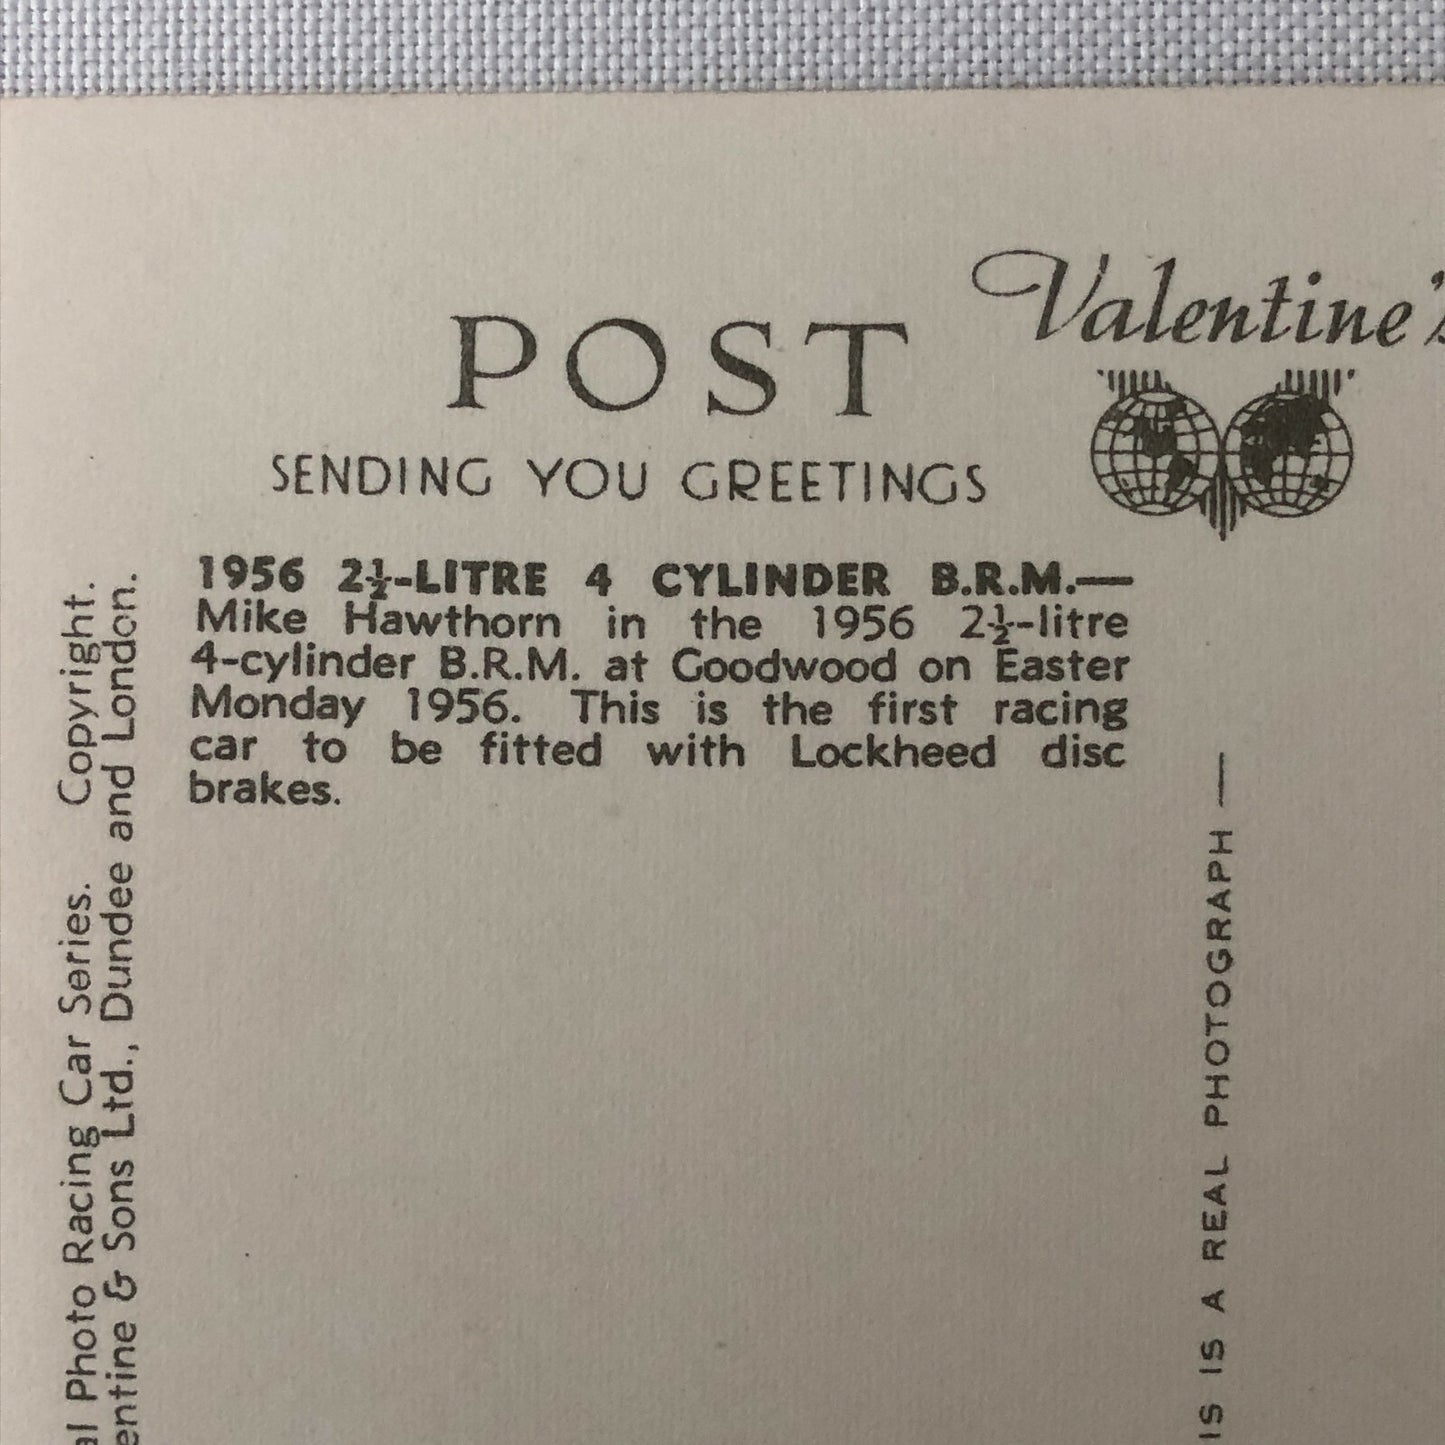 POST
Valentine's
SENDING YOU GREETINGS
1956 2½-LITRE 4 CYLINDER B.R.M.—
Mike Hawthorn in the 1956 2½-litre
4-cylinder B.R.M. at Goodwood on Easter
Monday 1956. This is the first racing
car to be fitted with Lockheed disc
brakes.
Photo Racing Car Series. Copyright.
& Sons Ltd., Dundee and London.
IS A REAL PHOTOGRAPH —